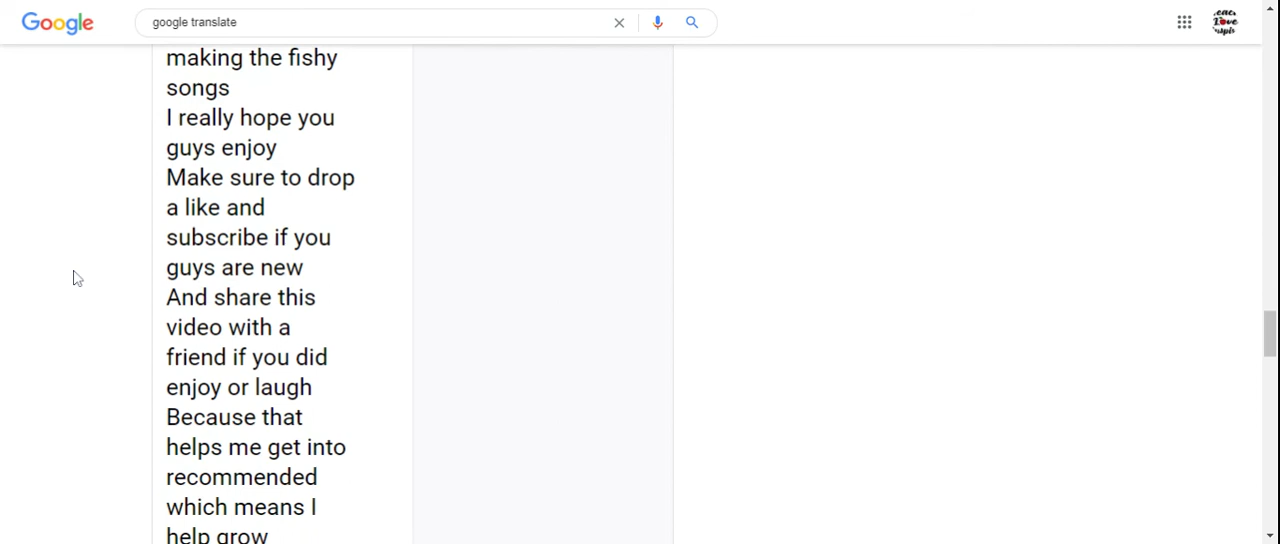 Google
google translate
making the fishy
songs
I really hope you
guys enjoy
Make sure to drop
a like and
subscribe if you
guys are new
And share this
video with a
friend if you did
enjoy or laugh
Because that
helps me get into
recommended
which means I
help grow